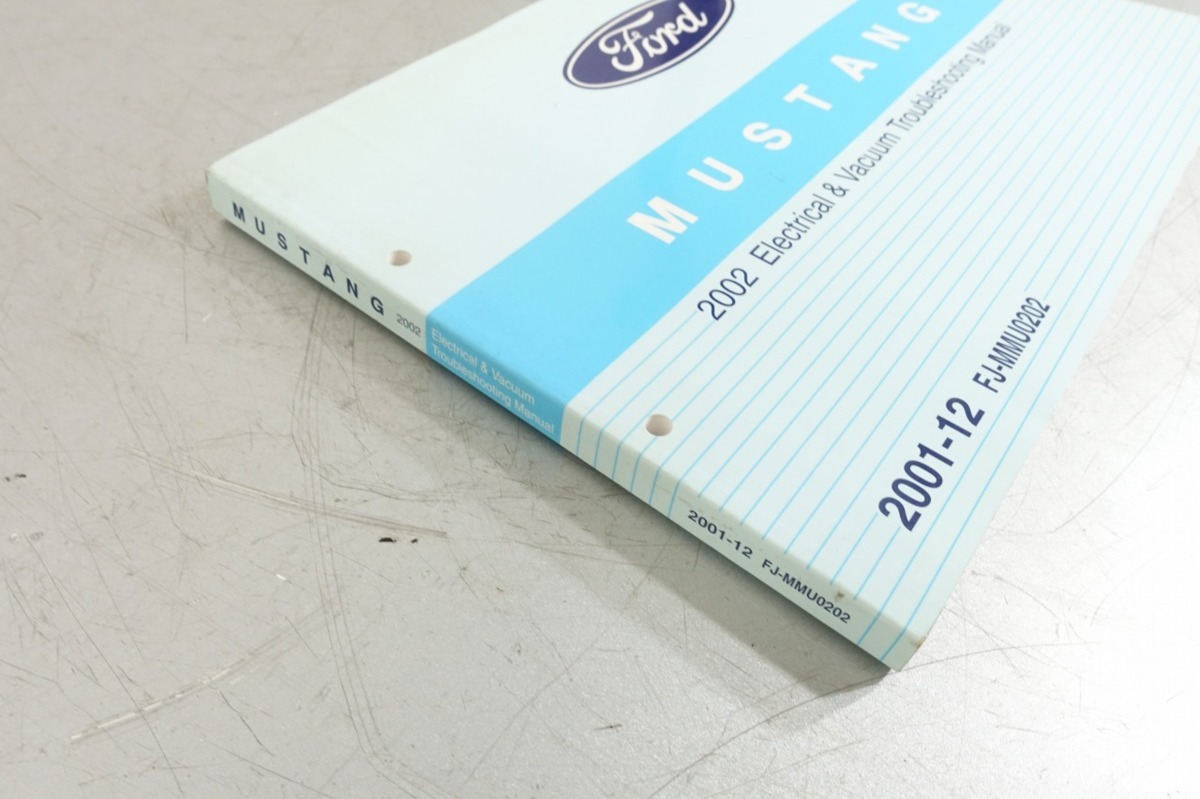 Ford
MUSTANG
2002 Electrical & Vacuum Troubleshooting Manual
2001-12 FJ-MMU0202
MUSTANG 2002
Electrical & Vacuum
Troubleshooting Manual
2001-12 FJ-MMU0202